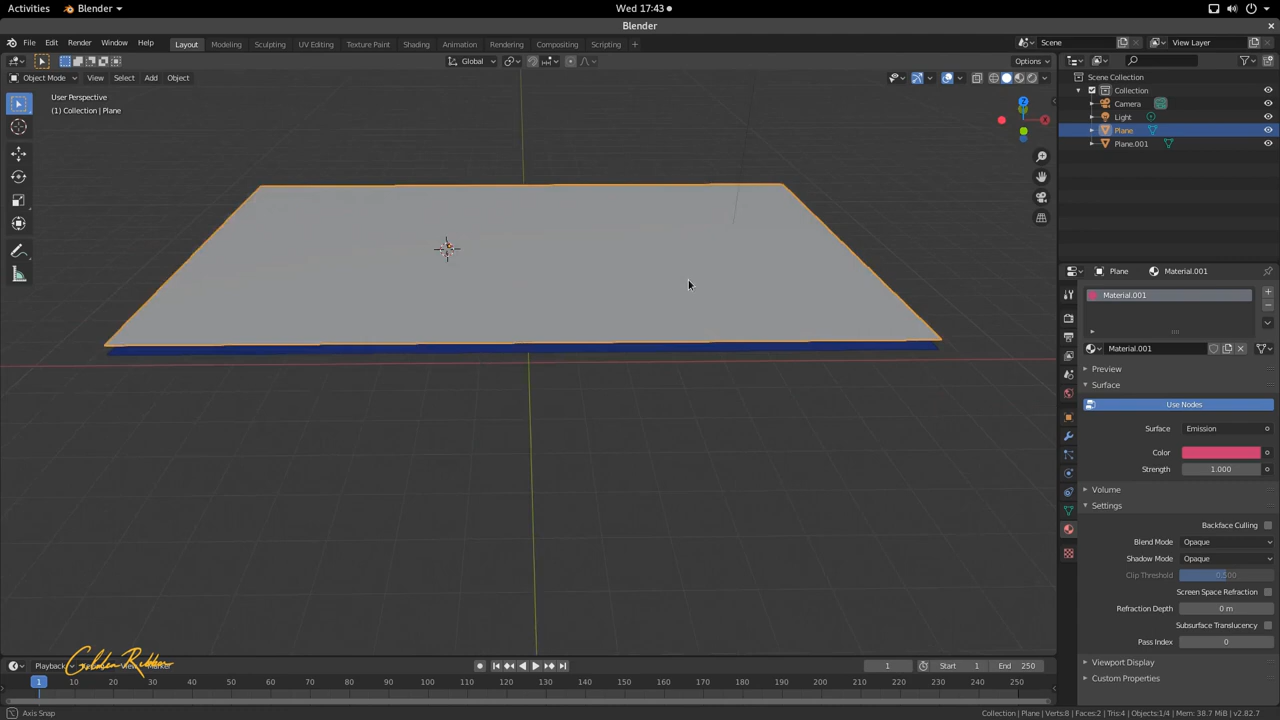 Activities Blender Wed 17:43
Blender
File Edit Render Window Help Layout Modeling Sculpting UV Editing Texture Paint Shading Animation Rendering Compositing Scripting + Scene View Layer
Global Options
Object Mode View Select Add Object
User Perspective
(1) Collection | Plane
Z
X
Scene Collection
Collection
Camera
Light
Plane
Plane.001
Plane Material.001
Material.001
Material.001
Preview
Surface
Use Nodes
Surface Emission
Color
Strength 1.000
Volume
Settings
Backface Culling
Blend Mode Opaque
Shadow Mode Opaque
Clip Threshold 0.500
Screen Space Refraction
Refraction Depth 0 m
Subsurface Translucency
Pass Index 0
Viewport Display
Custom Properties
Golden Ribbon
Playback View Marker 1 Start 1 End 250
1 10 20 30 40 50 60 70 80 90 100 110 120 130 140 150 160 170 180 190 200 210 220 230 240 250
Axis Snap Collection | Plane | Verts:8 | Faces:2 | Tris:4 | Objects:1/4 | Mem: 38.7 MiB | v2.82.7